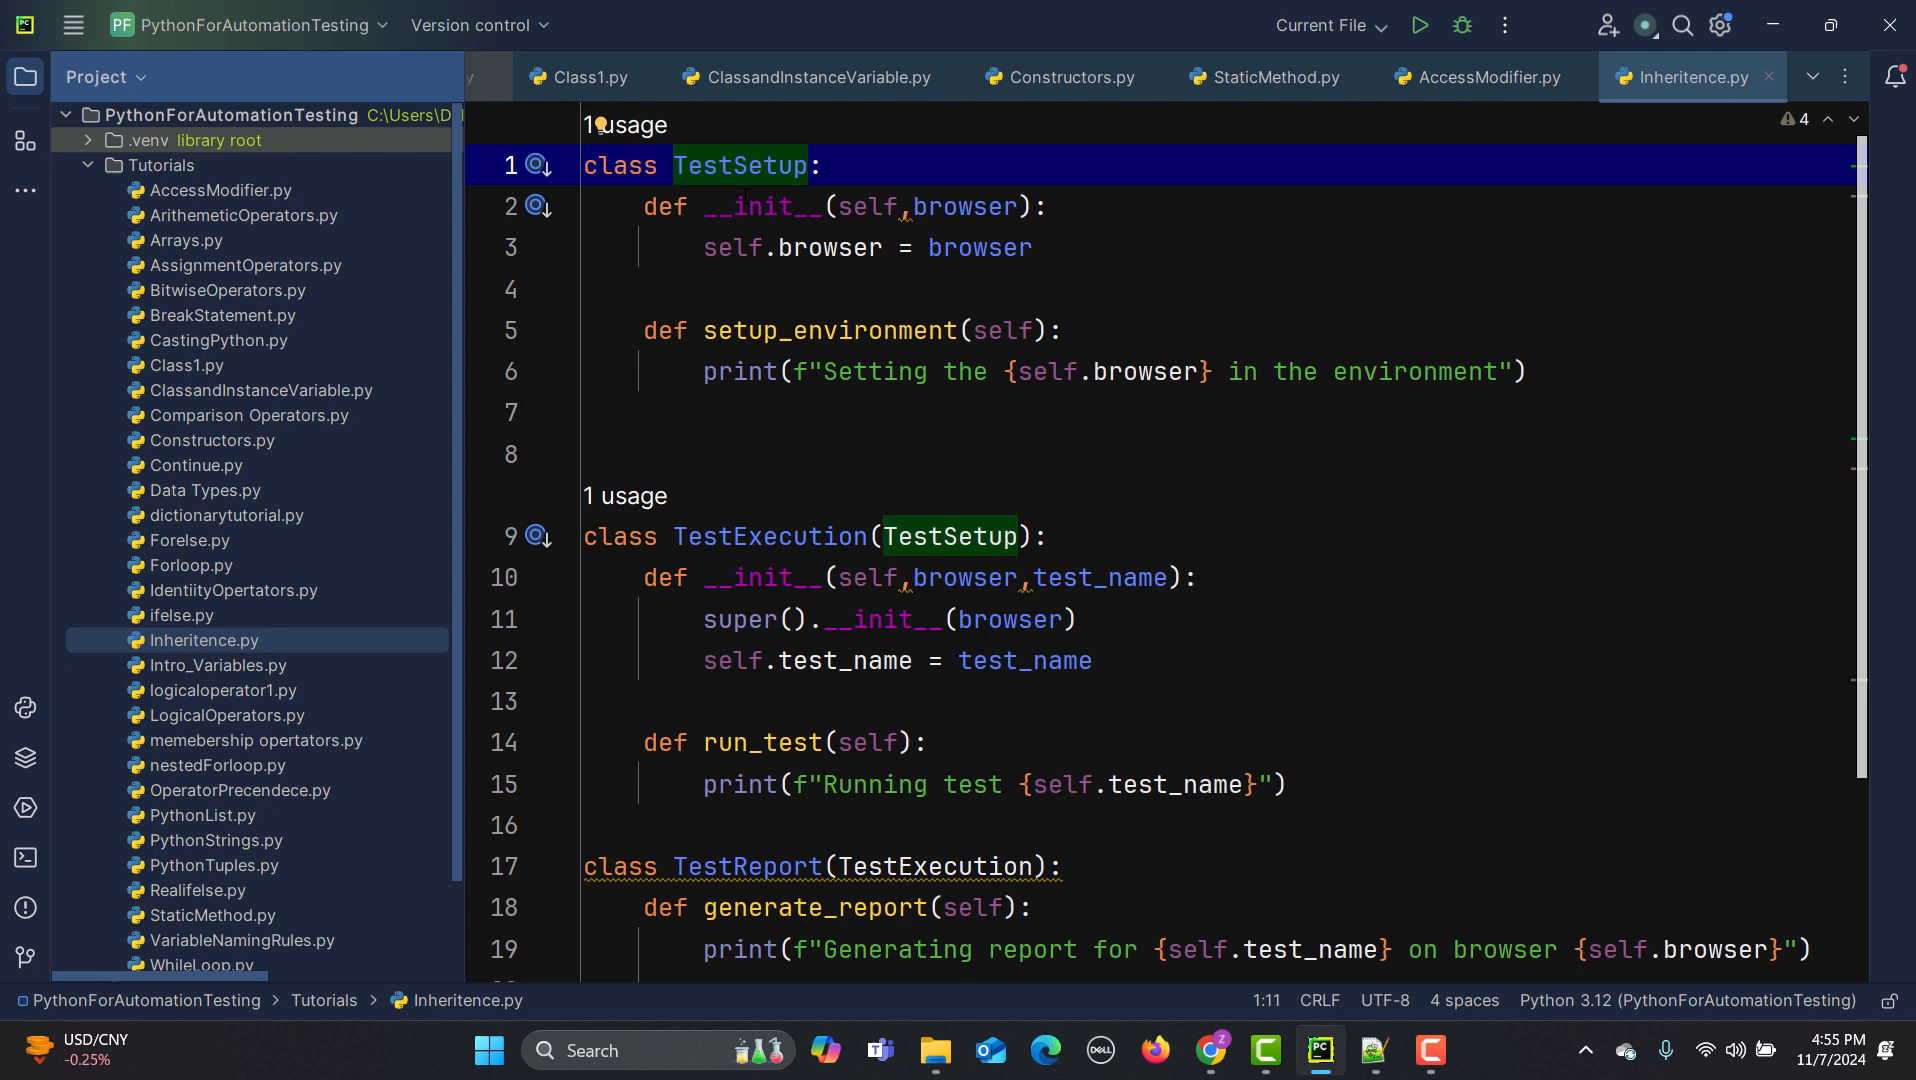 PC
PF PythonForAutomationTesting
Version control
Current File
Project
y
Class1.py
ClassandInstanceVariable.py
Constructors.py
StaticMethod.py
AccessModifier.py
Inheritence.py
PythonForAutomationTesting C:\Users\D
.venv library root
Tutorials
AccessModifier.py
ArithemeticOperators.py
Arrays.py
AssignmentOperators.py
BitwiseOperators.py
BreakStatement.py
CastingPython.py
Class1.py
ClassandInstanceVariable.py
Comparison Operators.py
Constructors.py
Continue.py
Data Types.py
dictionarytutorial.py
Forelse.py
Forloop.py
IdentiityOpertators.py
ifelse.py
Inheritence.py
Intro_Variables.py
logicaloperator1.py
LogicalOperators.py
memebership opertators.py
nestedForloop.py
OperatorPrecendece.py
PythonList.py
PythonStrings.py
PythonTuples.py
Realifelse.py
StaticMethod.py
VariableNamingRules.py
WhileLoop.py
1 usage
4
1 class TestSetup:
2 def __init__(self,browser):
3 self.browser = browser
4
5 def setup_environment(self):
6 print(f"Setting the {self.browser} in the environment")
7
8
1 usage
9 class TestExecution(TestSetup):
10 def __init__(self,browser,test_name):
11 super().__init__(browser)
12 self.test_name = test_name
13
14 def run_test(self):
15 print(f"Running test {self.test_name}")
16
17 class TestReport(TestExecution):
18 def generate_report(self):
19 print(f"Generating report for {self.test_name} on browser {self.browser}")
PythonForAutomationTesting > Tutorials > Inheritence.py
1:11 CRLF UTF-8 4 spaces Python 3.12 (PythonForAutomationTesting)
USD/CNY
-0.25%
Search
DELL
Z
PC
4:55 PM
11/7/2024